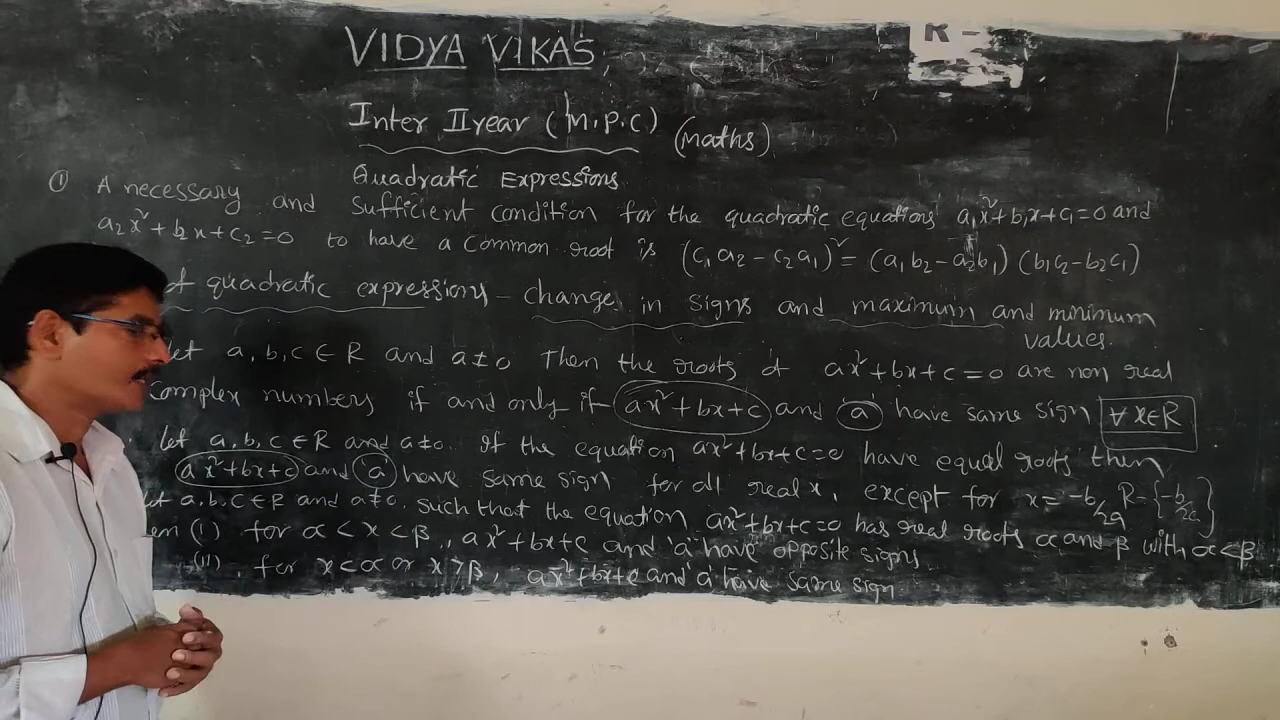 VIDYA VIKAS
R -
Inter II year (M.P.C) (maths)
Quadratic Expressions
① A necessary and sufficient condition for the quadratic equations a₁x²+b₁x+c₁=0 and
a₂x²+b₂x+c₂=0 to have a common root is (c₁a₂-c₂a₁)²=(a₁b₂-a₂b₁)(b₁c₂-b₂c₁)
of quadratic expressions - change in signs and maximum and minimum
values.
let a,b,c ∈ R and a≠0 Then the roots of ax²+bx+c=0 are non real
complex numbers if and only if ax²+bx+c and 'a' have same sign ∀ x∈R
let a,b,c ∈ R and a≠0. If the equation ax²+bx+c=0 have equal roots then
ax²+bx+c and 'a' have same sign for all real x, except for x=-b/2a R-{-b/2a}
let a,b,c ∈ R and a≠0. such that the equation ax²+bx+c=0 has real roots α and β with α<β
em (i) for α<x<β, ax²+bx+c and 'a' have opposite signs
(ii), for x<α or x>β, ax²+bx+c and 'a' have same sign.